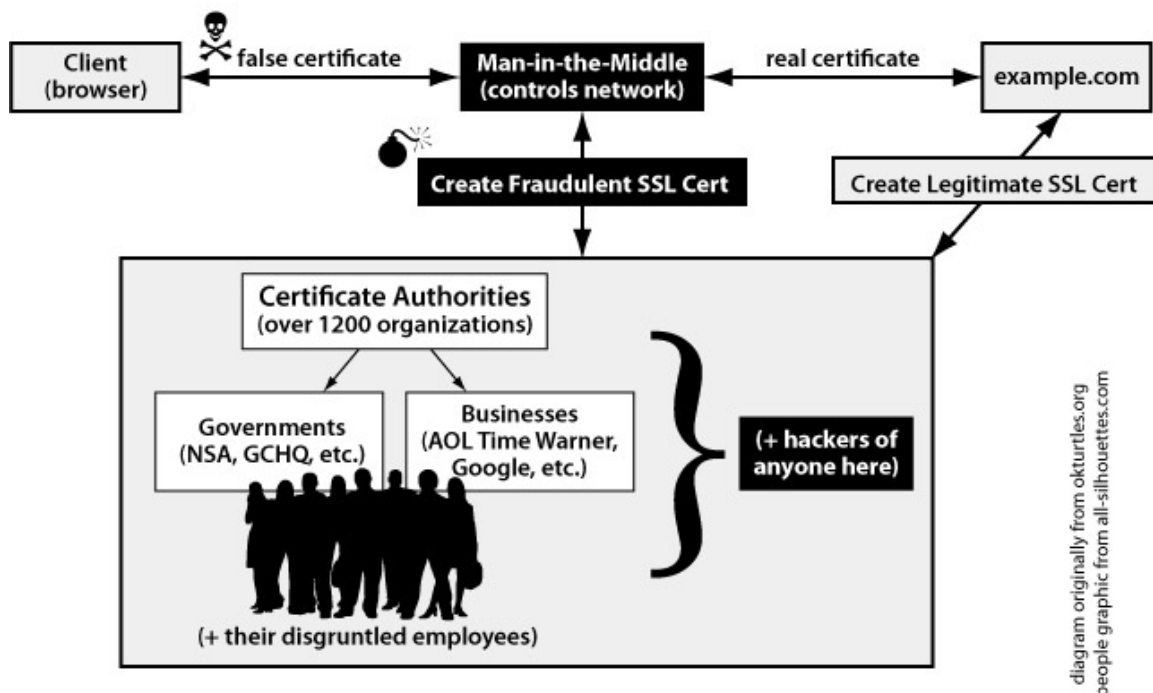 Client
(browser)
false certificate
Man-in-the-Middle
(controls network)
real certificate
example.com
Create Fraudulent SSL Cert
Create Legitimate SSL Cert
Certificate Authorities
(over 1200 organizations)
Governments
(NSA, GCHQ, etc.)
Businesses
(AOL Time Warner,
Google, etc.)
(+ hackers of
anyone here)
(+ their disgruntled employees)
diagram originally from okturtles.org
people graphic from all-silhouettes.com